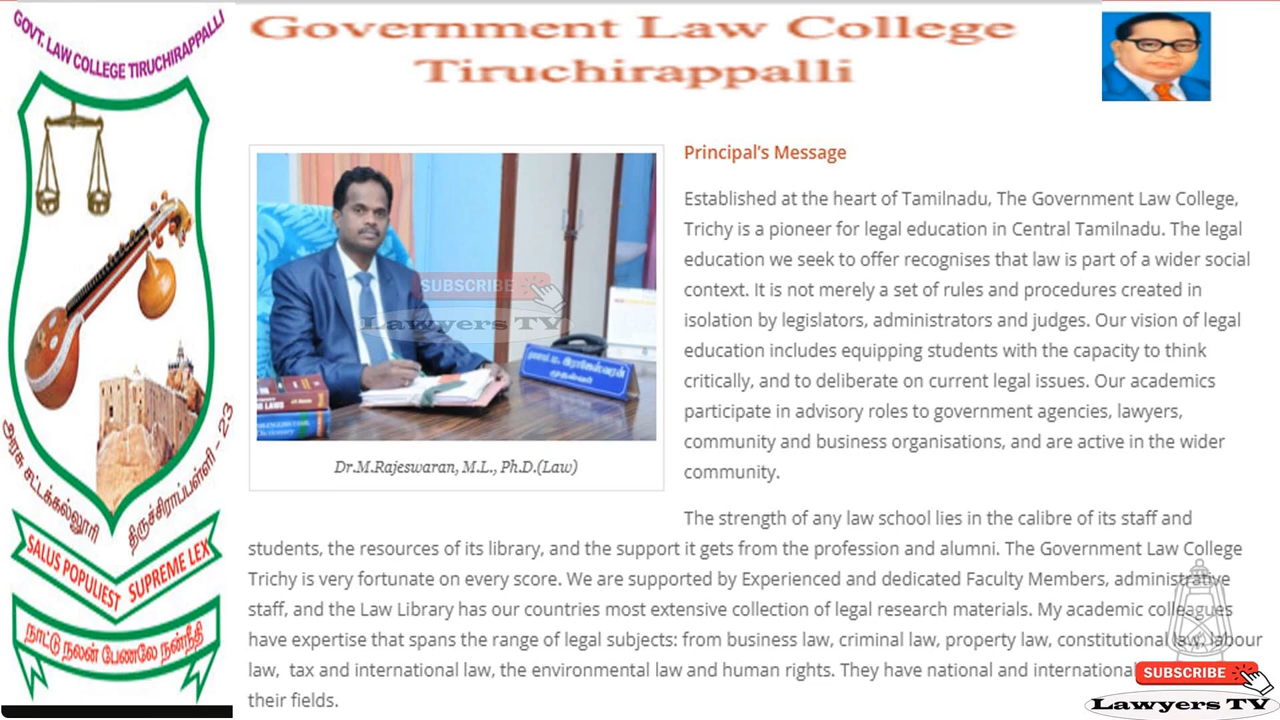 GOVT. LAW COLLEGE TIRUCHIRAPPALLI
Government Law College
Tiruchirappalli
Principal's Message
Established at the heart of Tamilnadu, The Government Law College,
Trichy is a pioneer for legal education in Central Tamilnadu. The legal
education we seek to offer recognises that law is part of a wider social
context. It is not merely a set of rules and procedures created in
isolation by legislators, administrators and judges. Our vision of legal
education includes equipping students with the capacity to think
critically, and to deliberate on current legal issues. Our academics
participate in advisory roles to government agencies, lawyers,
community and business organisations, and are active in the wider
community.
SUBSCRIBE
Lawyers TV
இராஜேஸ்வரன்
முதல்வர்
LAWS
Dictionary
Dr.M.Rajeswaran, M.L., Ph.D.(Law)
The strength of any law school lies in the calibre of its staff and
students, the resources of its library, and the support it gets from the profession and alumni. The Government Law College
Trichy is very fortunate on every score. We are supported by Experienced and dedicated Faculty Members, administrative
staff, and the Law Library has our countries most extensive collection of legal research materials. My academic colleagues
have expertise that spans the range of legal subjects: from business law, criminal law, property law, constitutional law, labour
law, tax and international law, the environmental law and human rights. They have national and international
their fields.
அரசு சட்டக்கல்லூரி திருச்சிராப்பள்ளி - 23
SALUS POPULIEST SUPREME LEX
நாட்டு நலன் பேணலே நன்நீதி
SUBSCRIBE
Lawyers TV